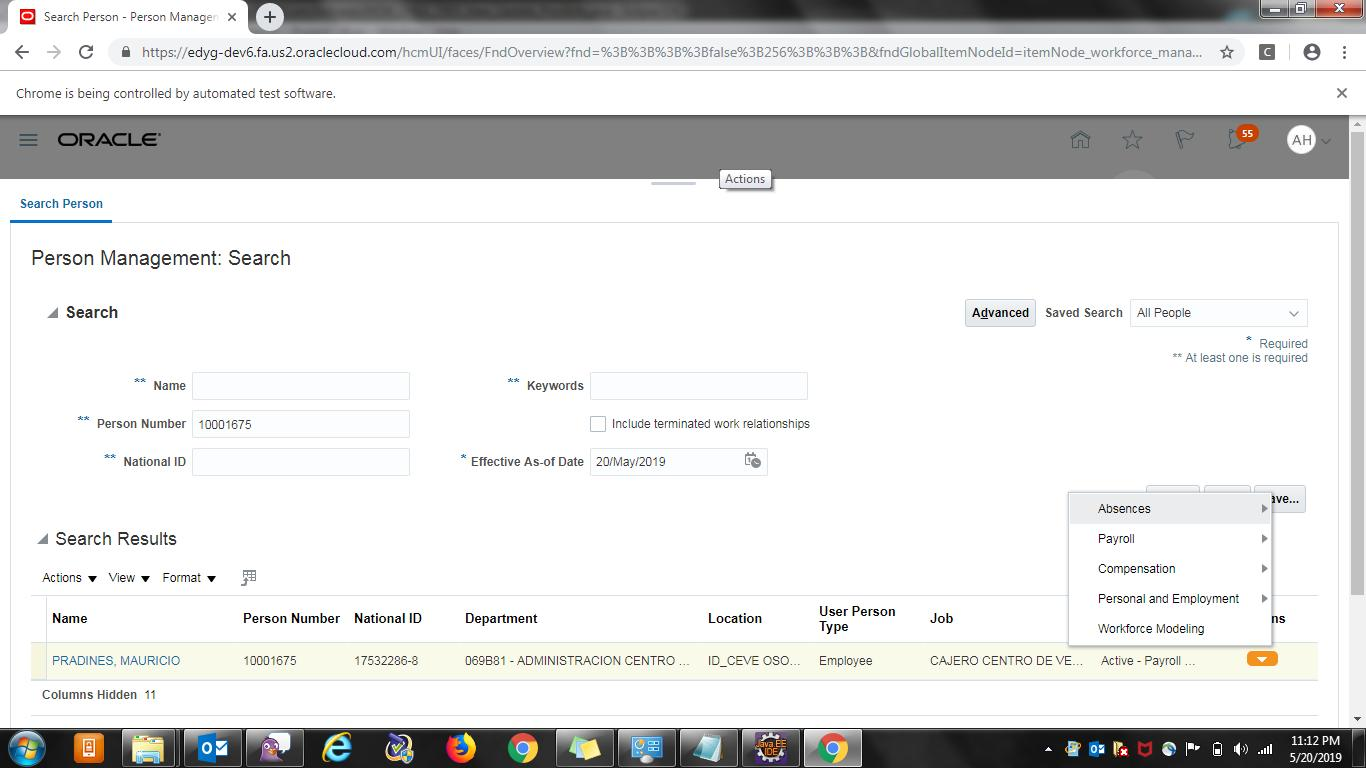 Search Person - Person Managem
https://edyg-dev6.fa.us2.oraclecloud.com/hcmUI/faces/FndOverview?fnd=%3B%3B%3B%3Bfalse%3B256%3B%3B%3B&fndGlobalItemNodeId=itemNode_workforce_mana...
C
Chrome is being controlled by automated test software.
ORACLE
55
AH
Actions
Search Person
Person Management: Search
Search
Advanced
Saved Search
All People
* Required
** At least one is required
** Name
** Keywords
** Person Number
10001675
Include terminated work relationships
** National ID
* Effective As-of Date
20/May/2019
ave...
Absences
Payroll
Compensation
Personal and Employment
Workforce Modeling
Search Results
Actions
View
Format
Name
Person Number
National ID
Department
Location
User Person Type
Job
ns
PRADINES, MAURICIO
10001675
17532286-8
069B81 - ADMINISTRACION CENTRO ...
ID_CEVE OSO...
Employee
CAJERO CENTRO DE VE...
Active - Payroll ...
Columns Hidden 11
Java EE IDE
11:12 PM
5/20/2019